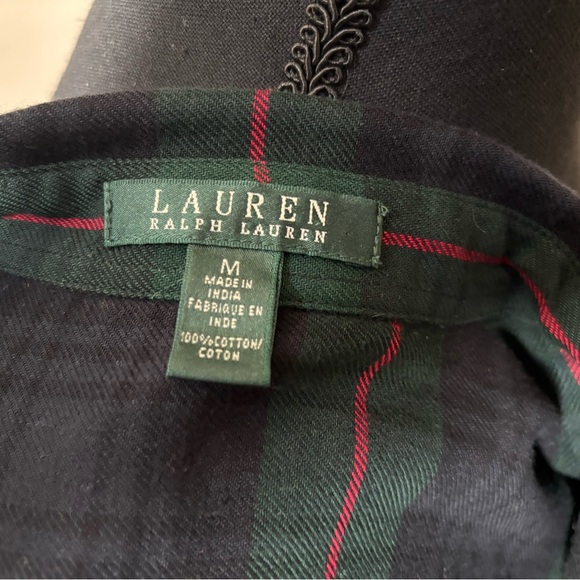 LAUREN
RALPH LAUREN
M
MADE IN
INDIA
FABRIQUE EN
INDE
100%COTTON/
COTON